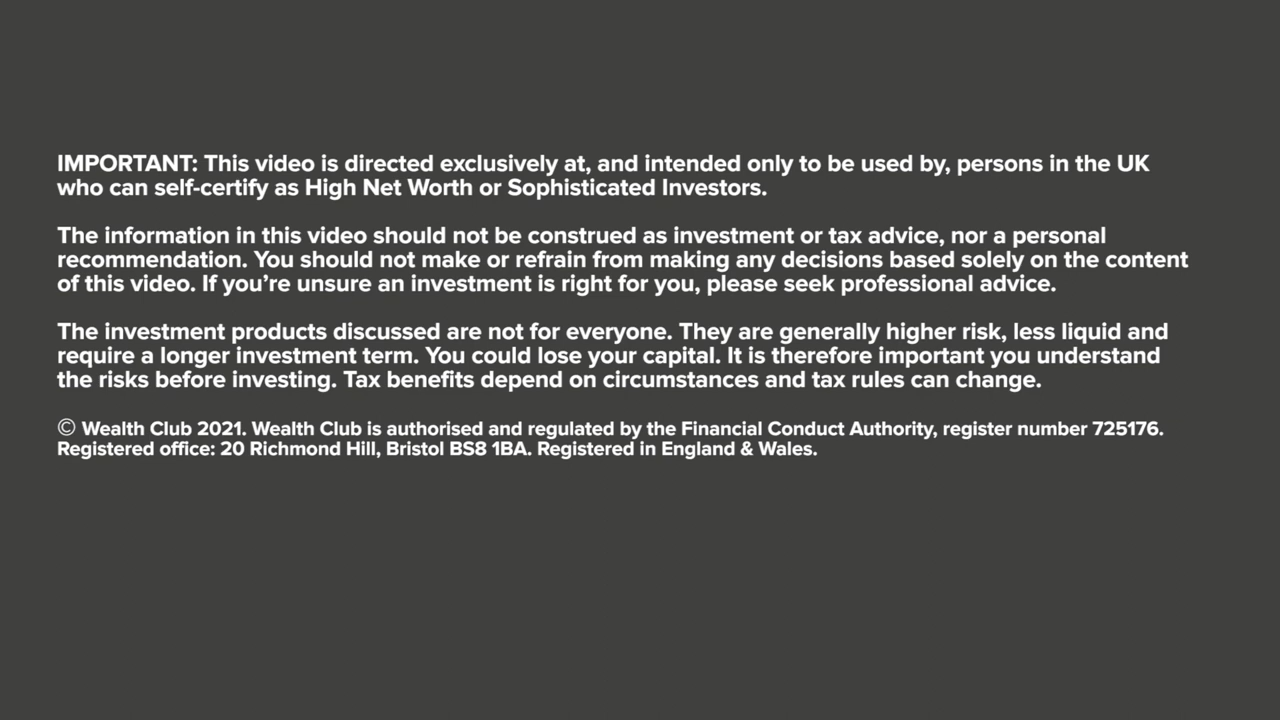 IMPORTANT: This video is directed exclusively at, and intended only to be used by, persons in the UK
who can self-certify as High Net Worth or Sophisticated Investors.
The information in this video should not be construed as investment or tax advice, nor a personal
recommendation. You should not make or refrain from making any decisions based solely on the content
of this video. If you’re unsure an investment is right for you, please seek professional advice.
The investment products discussed are not for everyone. They are generally higher risk, less liquid and
require a longer investment term. You could lose your capital. It is therefore important you understand
the risks before investing. Tax benefits depend on circumstances and tax rules can change.
© Wealth Club 2021. Wealth Club is authorised and regulated by the Financial Conduct Authority, register number 725176.
Registered office: 20 Richmond Hill, Bristol BS8 1BA. Registered in England & Wales.